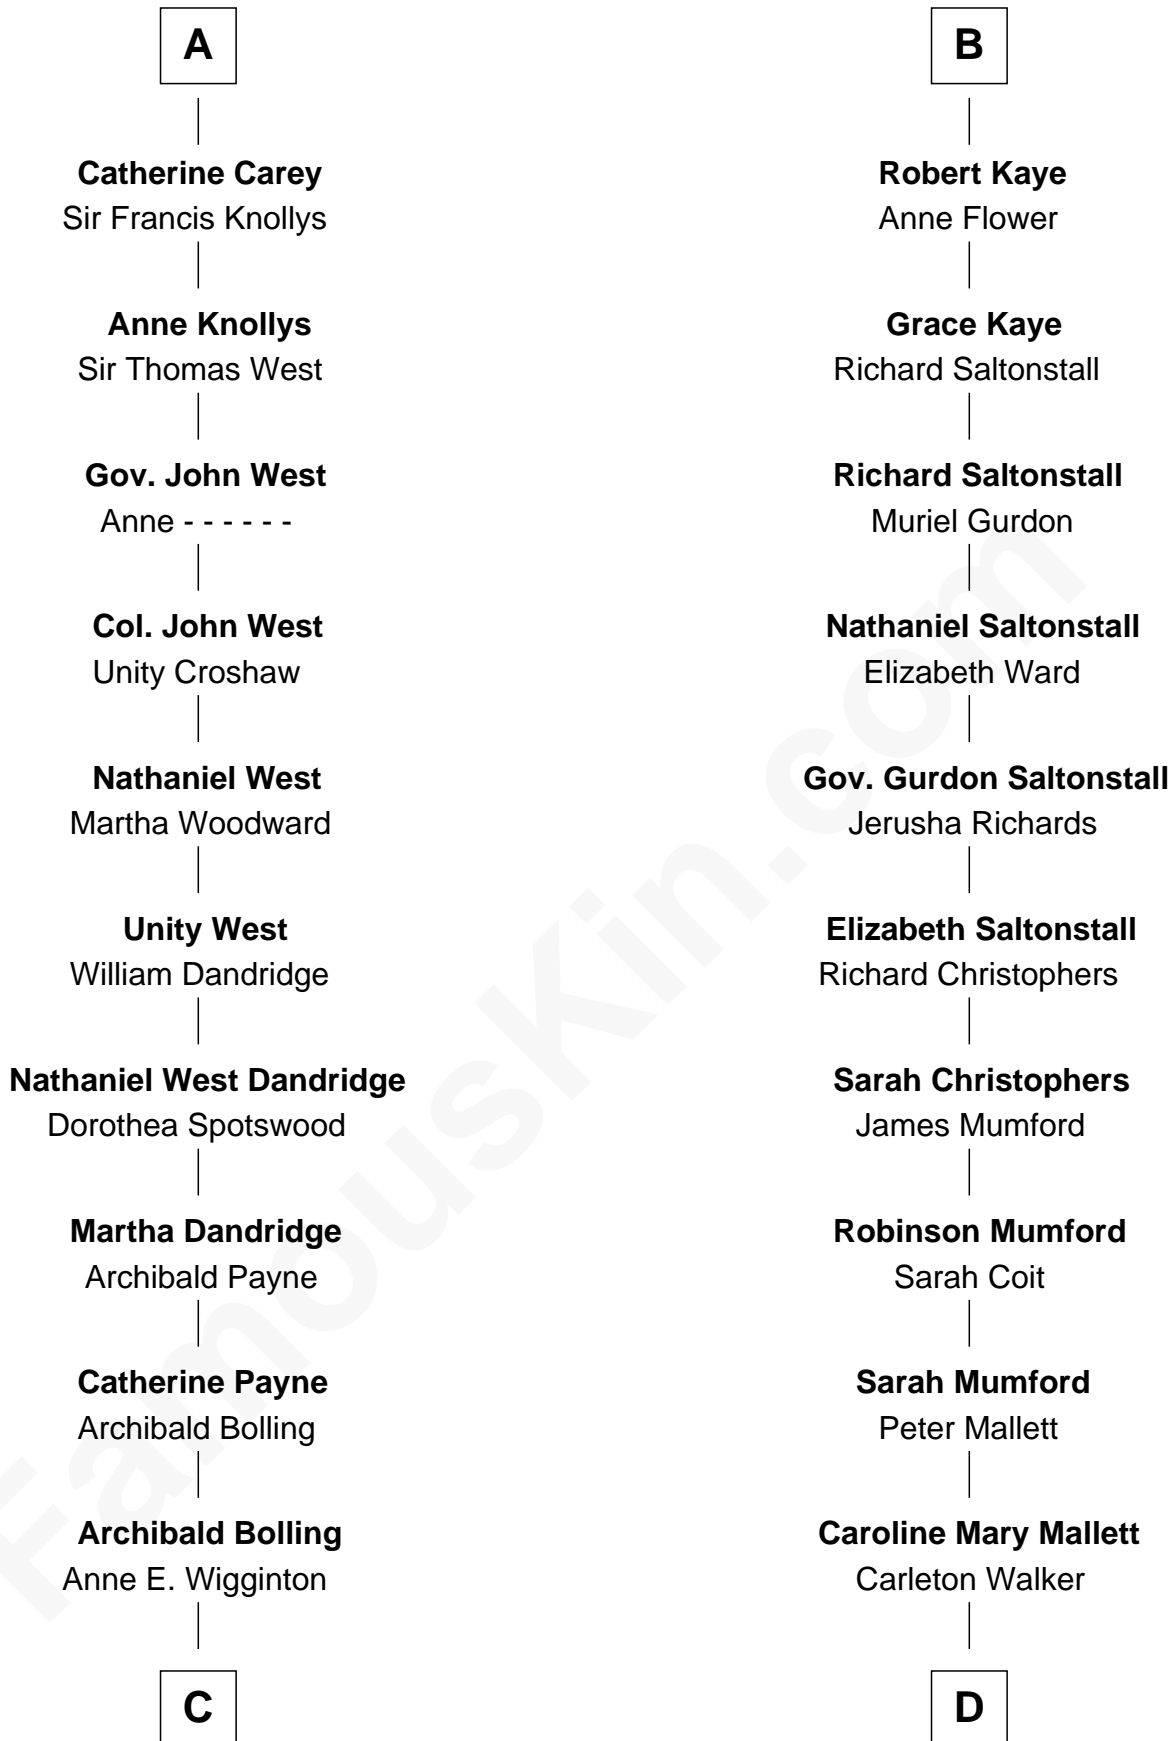 A
Catherine Carey
Sir Francis Knollys
Anne Knollys
Sir Thomas West
Gov. John West
Anne - - - - - -
Col. John West
Unity Croshaw
Nathaniel West
Martha Woodward
Unity West
William Dandridge
Nathaniel West Dandridge
Dorothea Spotswood
Martha Dandridge
Archibald Payne
Catherine Payne
Archibald Bolling
Archibald Bolling
Anne E. Wigginton
C
B
Robert Kaye
Anne Flower
Grace Kaye
Richard Saltonstall
Richard Saltonstall
Muriel Gurdon
Nathaniel Saltonstall
Elizabeth Ward
Gov. Gurdon Saltonstall
Jerusha Richards
Elizabeth Saltonstall
Richard Christophers
Sarah Christophers
James Mumford
Robinson Mumford
Sarah Coit
Sarah Mumford
Peter Mallett
Caroline Mary Mallett
Carleton Walker
D
FamousKin.com